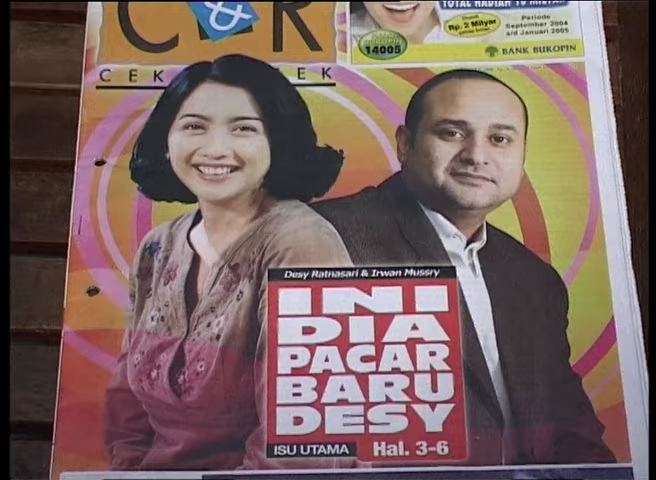 C&R
CEK
EK
TOTAL HADIAH
Rp. 2 Milyar
14005
Periode
September 2004
s/d Januari 2005
BANK BUKOPIN
Desy Ratnasari & Irwan Mussry
INI
DIA
PACAR
BARU
DESY
ISU UTAMA
Hal. 3-6